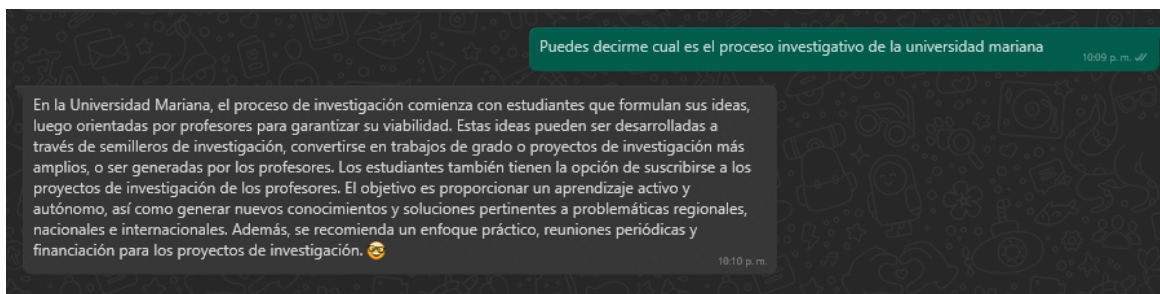 Puedes decirme cual es el proceso investigativo de la universidad mariana
10:09 p. m.
En la Universidad Mariana, el proceso de investigación comienza con estudiantes que formulan sus ideas,
luego orientadas por profesores para garantizar su viabilidad. Estas ideas pueden ser desarrolladas a
través de semilleros de investigación, convertirse en trabajos de grado o proyectos de investigación más
amplios, o ser generadas por los profesores. Los estudiantes también tienen la opción de suscribirse a los
proyectos de investigación de los profesores. El objetivo es proporcionar un aprendizaje activo y
autónomo, así como generar nuevos conocimientos y soluciones pertinentes a problemáticas regionales,
nacionales e internacionales. Además, se recomienda un enfoque práctico, reuniones periódicas y
financiación para los proyectos de investigación. 🤓
10:10 p. m.